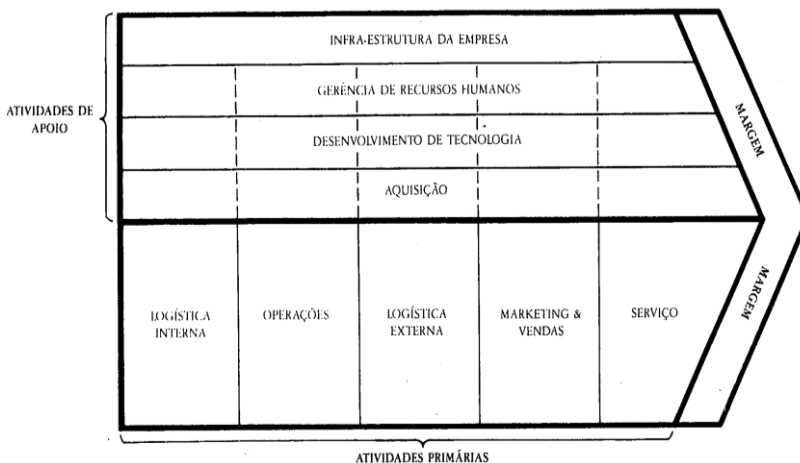 INFRA-ESTRUTURA DA EMPRESA
GERÊNCIA DE RECURSOS HUMANOS
ATIVIDADES DE
APOIO
DESENVOLVIMENTO DE TECNOLOGIA
AQUISIÇÃO
MARGEM
LOGÍSTICA
INTERNA
OPERAÇÕES
LOGÍSTICA
EXTERNA
MARKETING &
VENDAS
SERVIÇO
MARGEM
ATIVIDADES PRIMÁRIAS